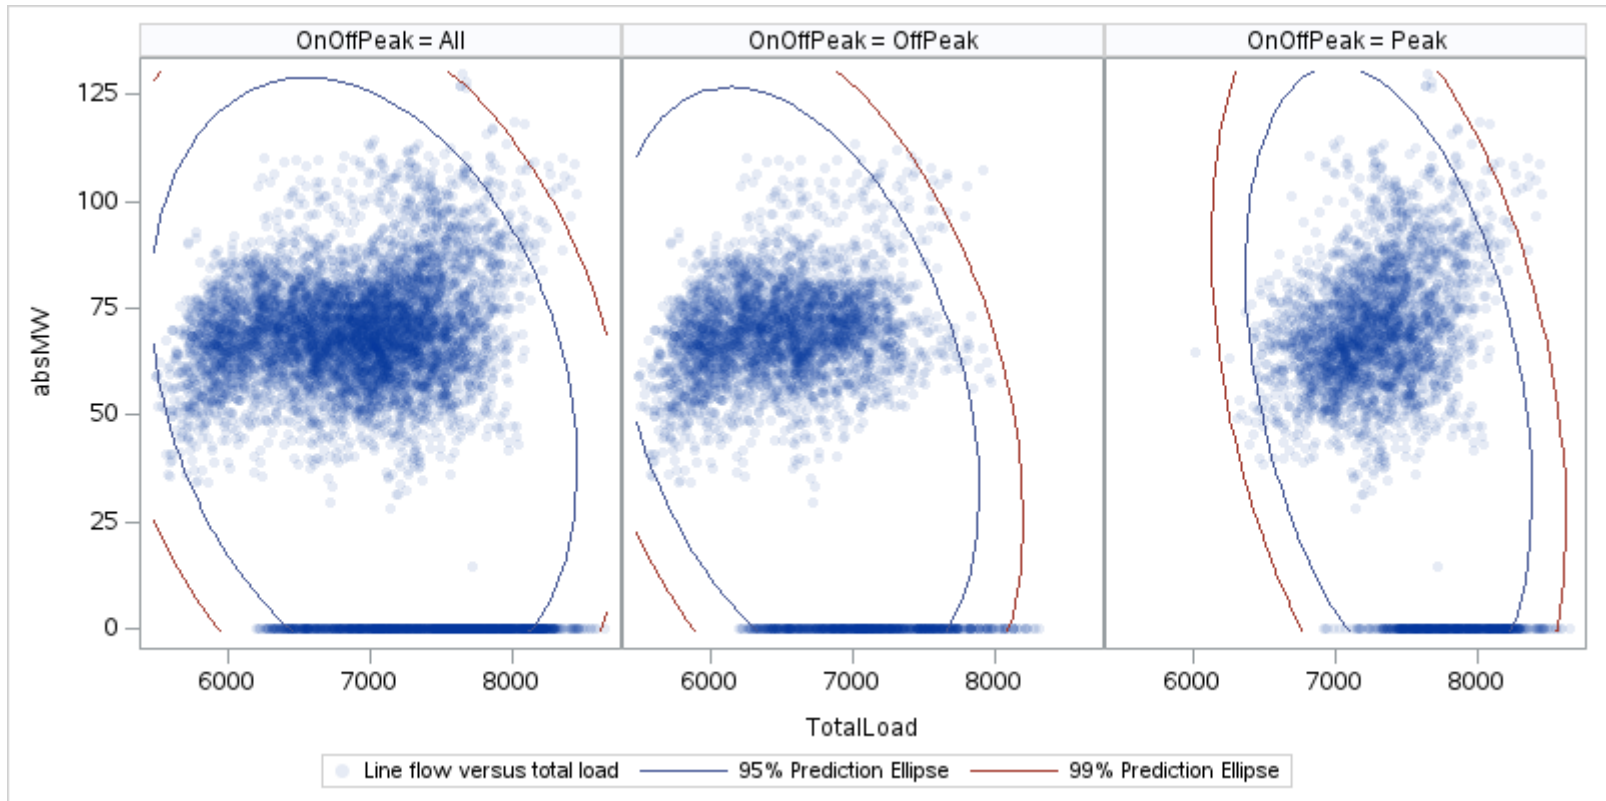 OnOffPeak = All
OnOffPeak = OffPeak
OnOffPeak = Peak
125
100
75
50
25
0
absMW
6000 7000 8000
6000 7000 8000
6000 7000 8000
TotalLoad
Line flow versus total load
95% Prediction Ellipse
99% Prediction Ellipse